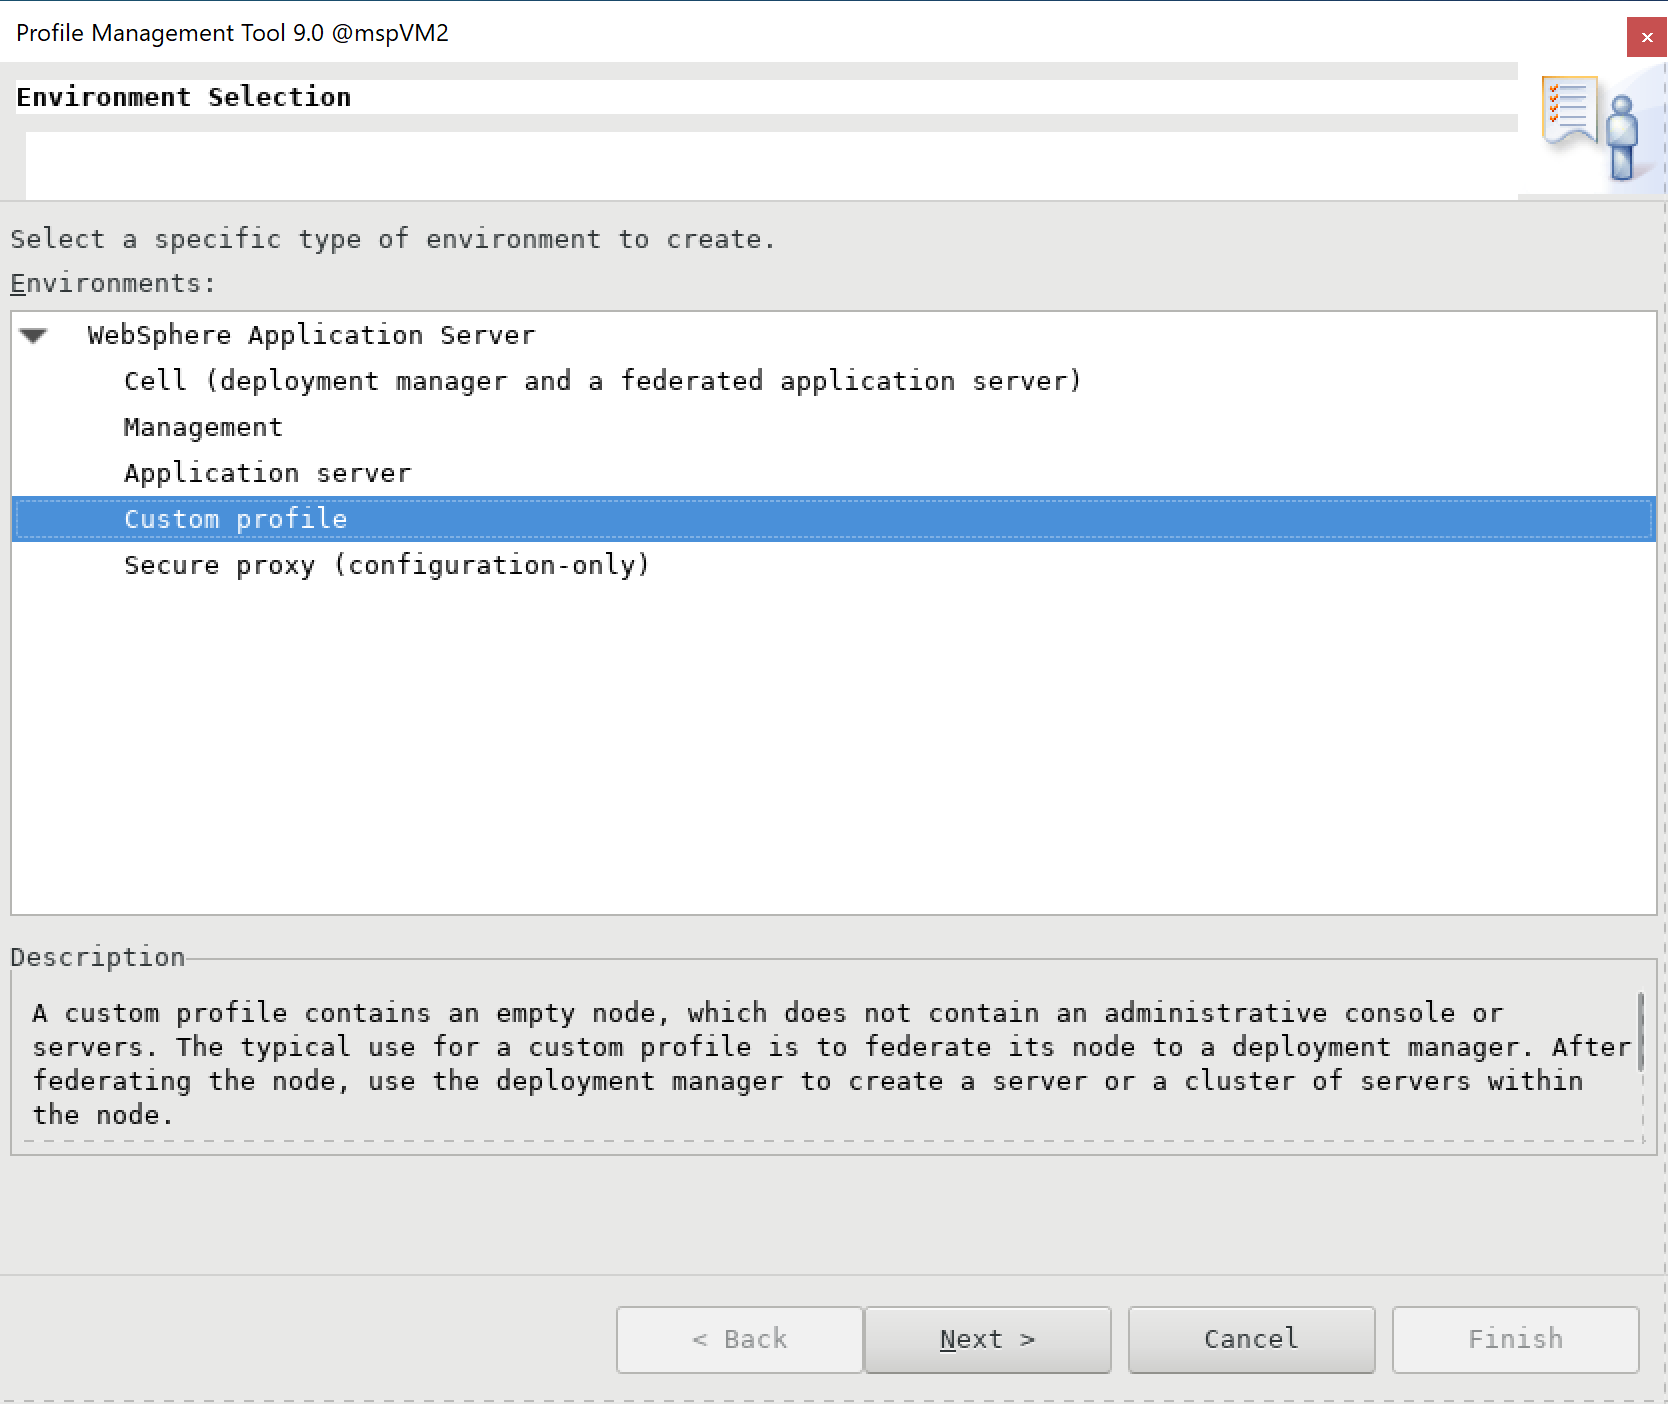 Profile Management Tool 9.0 @mspVM2
Environment Selection
Select a specific type of environment to create.
Environments:
WebSphere Application Server
Cell (deployment manager and a federated application server)
Management
Application server
Custom profile
Secure proxy (configuration-only)
Description
A custom profile contains an empty node, which does not contain an administrative console or
servers. The typical use for a custom profile is to federate its node to a deployment manager. After
federating the node, use the deployment manager to create a server or a cluster of servers within
the node.
< Back
Next >
Cancel
Finish